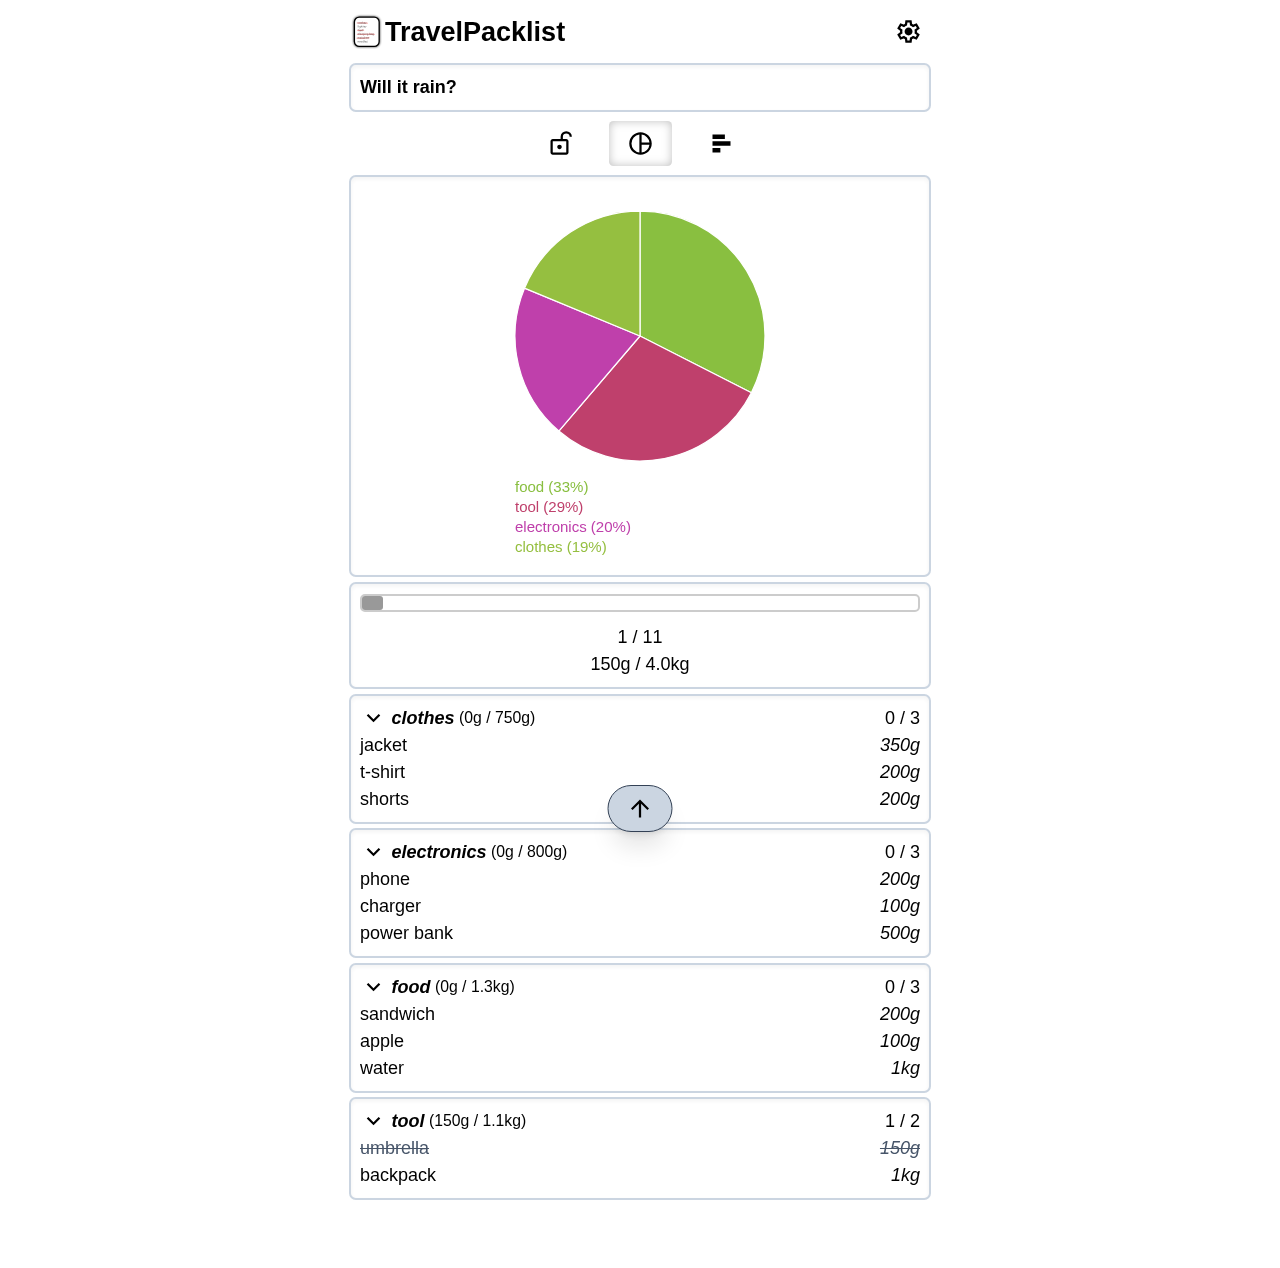 TravelPacklist
Will it rain?
food (33%)
tool (29%)
electronics (20%)
clothes (19%)
1 / 11
150g / 4.0kg
clothes (0g / 750g) 0 / 3
jacket 350g
t-shirt 200g
shorts 200g
electronics (0g / 800g) 0 / 3
phone 200g
charger 100g
power bank 500g
food (0g / 1.3kg) 0 / 3
sandwich 200g
apple 100g
water 1kg
tool (150g / 1.1kg) 1 / 2
umbrella 150g
backpack 1kg